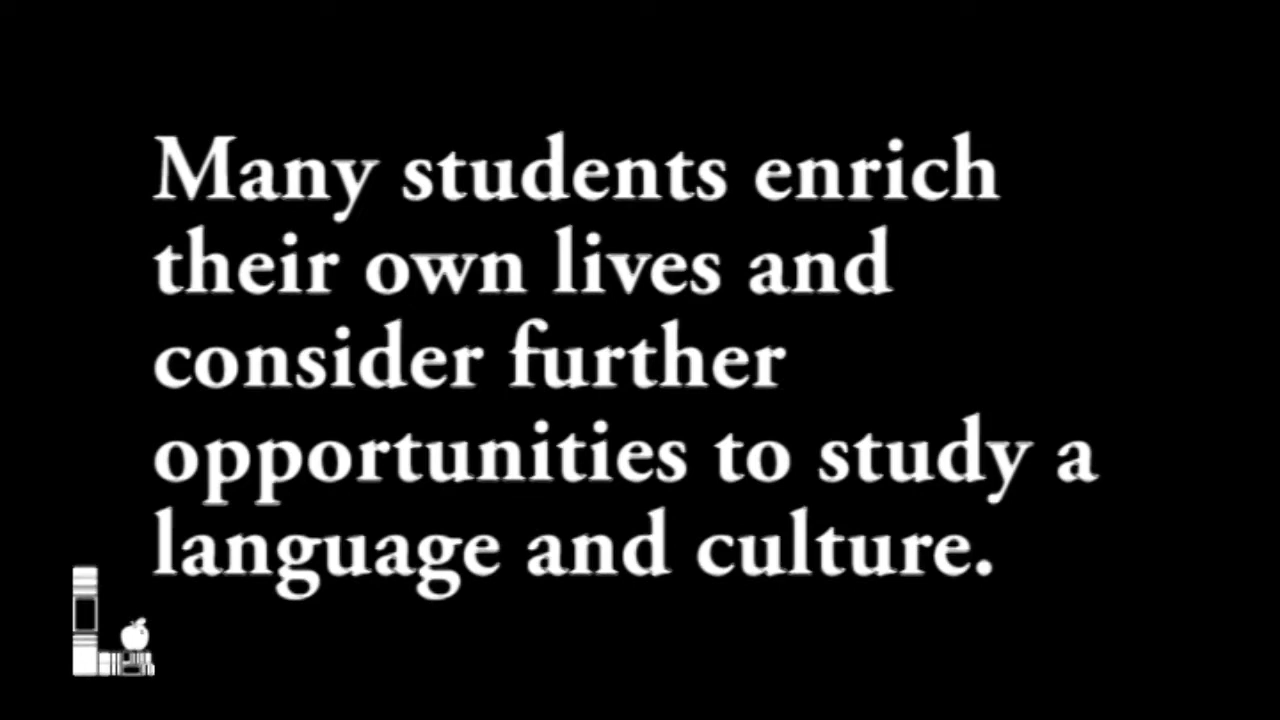 Many students enrich
their own lives and
consider further
opportunities to study a
language and culture.